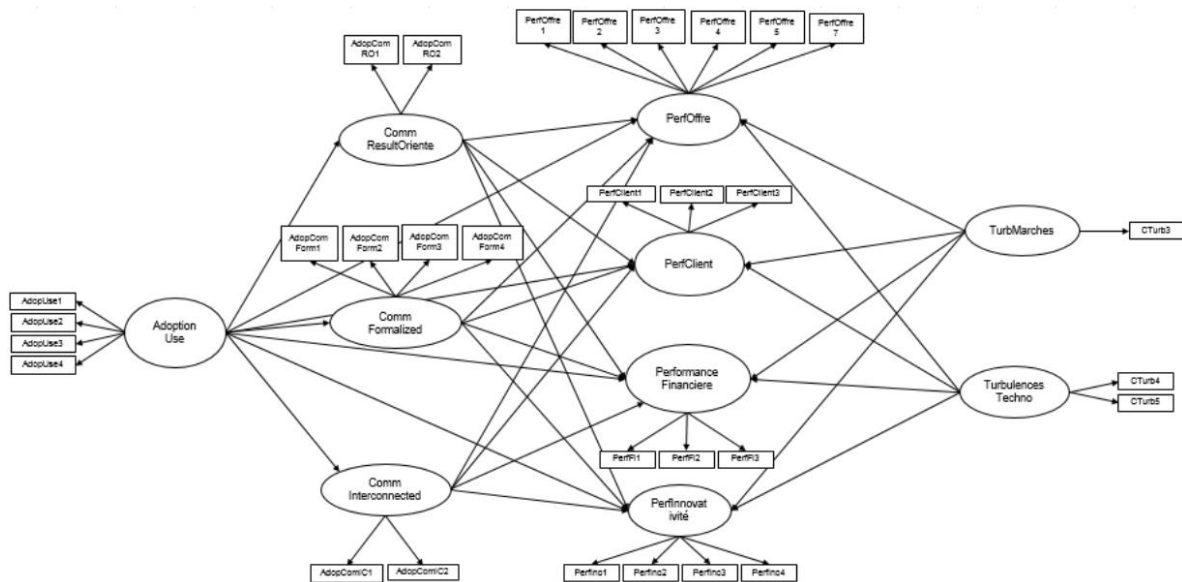 PerfOffre
1
PerfOffre
2
PerfOffre
3
PerfOffre
4
PerfOffre
5
PerfOffre
7
AdopCom
RO1
AdopCom
RO2
PerfOffre
Comm
ResultOriente
PerfClient1
PerfClient2
PerfClient3
AdopCom
Form1
AdopCom
Form2
AdopCom
Form3
AdopCom
Form4
TurbMarches
CTurb3
PerfClient
AdopUse1
AdopUse2
AdopUse3
AdopUse4
Adoption
Use
Comm
Formalized
Performance
Financiere
Turbulences
Techno
CTurb4
CTurb5
PerfFi1
PerfFi2
PerfFi3
Comm
Interconnected
PerfInnovat
ivité
AdopComIC1
AdopComIC2
Perfino1
Perfino2
Perfino3
Perfino4